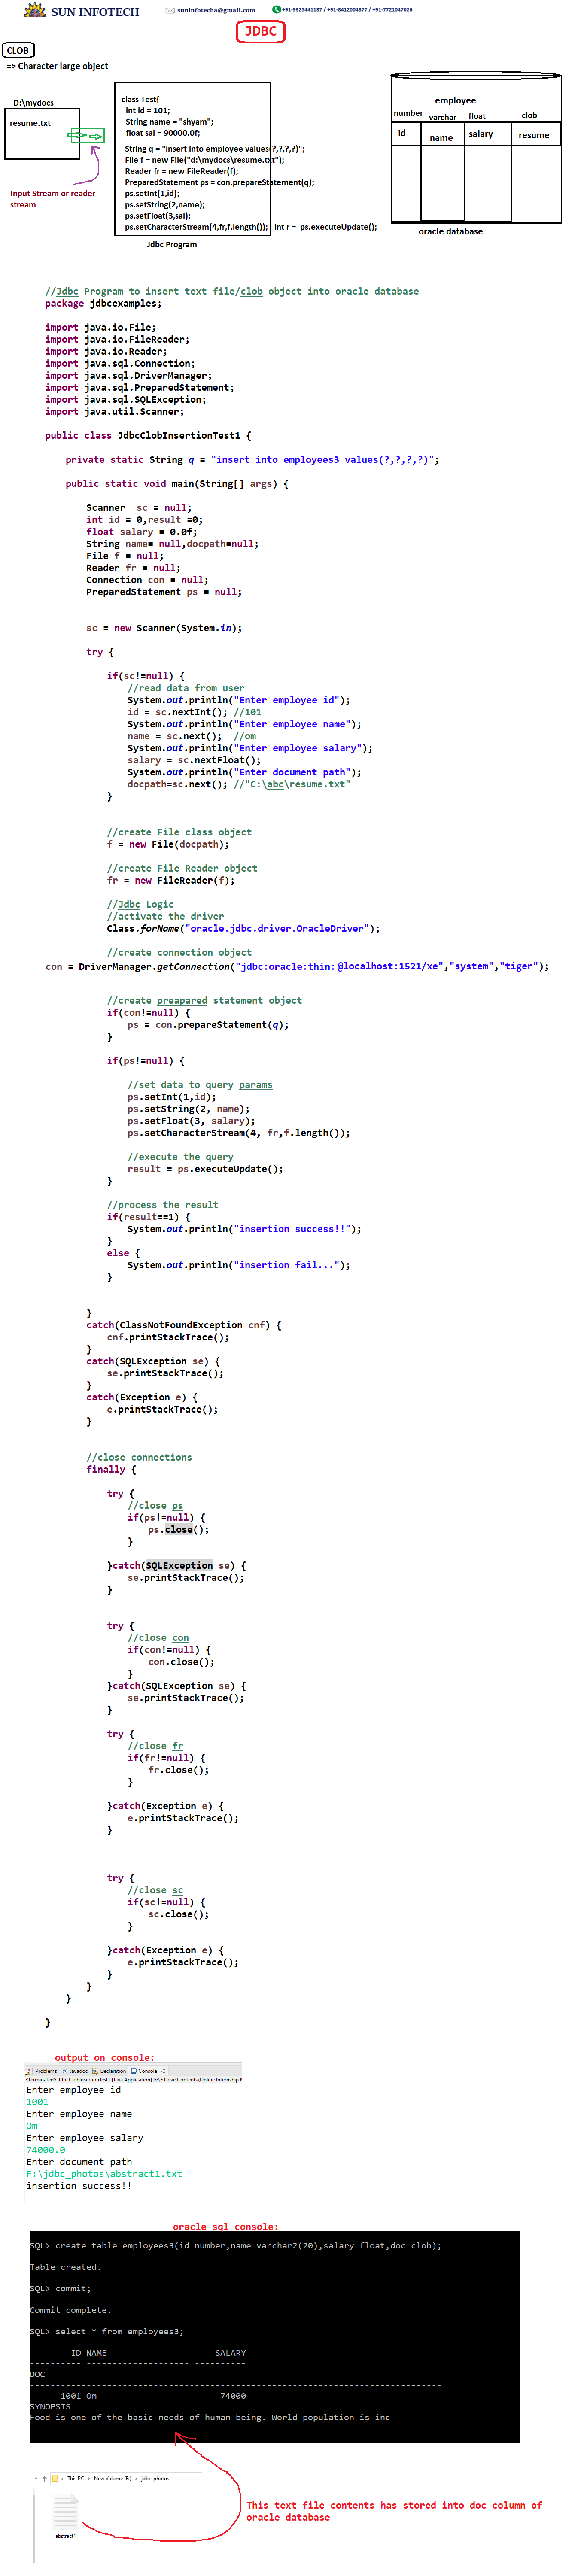 SUN INFOTECH
suninfotecha@gmail.com
+91-9325441137 / +91-8412004877 / +91-7721047026
JDBC
CLOB
=> Character large object
D:\mydocs
resume.txt
Input Stream or reader
stream
class Test{
int id = 101;
String name = "shyam";
float sal = 90000.0f;
String q = "insert into employee values(?,?,?,?)";
File f = new File("d:\mydocs\resume.txt");
Reader fr = new FileReader(f);
PreparedStatement ps = con.prepareStatement(q);
ps.setInt(1,id);
ps.setString(2,name);
ps.setFloat(3,sal);
ps.setCharacterStream(4,fr,f.length()); int r = ps.executeUpdate();
Jdbc Program
employee
number varchar float clob
id name salary resume
oracle database
//Jdbc Program to insert text file/clob object into oracle database
package jdbcexamples;
import java.io.File;
import java.io.FileReader;
import java.io.Reader;
import java.sql.Connection;
import java.sql.DriverManager;
import java.sql.PreparedStatement;
import java.sql.SQLException;
import java.util.Scanner;
public class JdbcClobInsertionTest1 {
private static String q = "insert into employees3 values(?,?,?,?)";
public static void main(String[] args) {
Scanner sc = null;
int id = 0,result =0;
float salary = 0.0f;
String name= null,docpath=null;
File f = null;
Reader fr = null;
Connection con = null;
PreparedStatement ps = null;
sc = new Scanner(System.in);
try {
if(sc!=null) {
//read data from user
System.out.println("Enter employee id");
id = sc.nextInt(); //101
System.out.println("Enter employee name");
name = sc.next(); //om
System.out.println("Enter employee salary");
salary = sc.nextFloat();
System.out.println("Enter document path");
docpath=sc.next(); //"C:\abc\resume.txt"
}
//create File class object
f = new File(docpath);
//create File Reader object
fr = new FileReader(f);
//Jdbc Logic
//activate the driver
Class.forName("oracle.jdbc.driver.OracleDriver");
//create connection object
con = DriverManager.getConnection("jdbc:oracle:thin:@localhost:1521/xe","system","tiger");
//create preapared statement object
if(con!=null) {
ps = con.prepareStatement(q);
}
if(ps!=null) {
//set data to query params
ps.setInt(1,id);
ps.setString(2, name);
ps.setFloat(3, salary);
ps.setCharacterStream(4, fr,f.length());
//execute the query
result = ps.executeUpdate();
}
//process the result
if(result==1) {
System.out.println("insertion success!!");
}
else {
System.out.println("insertion fail...");
}
}
catch(ClassNotFoundException cnf) {
cnf.printStackTrace();
}
catch(SQLException se) {
se.printStackTrace();
}
catch(Exception e) {
e.printStackTrace();
}
//close connections
finally {
try {
//close ps
if(ps!=null) {
ps.close();
}
}catch(SQLException se) {
se.printStackTrace();
}
try {
//close con
if(con!=null) {
con.close();
}
}catch(SQLException se) {
se.printStackTrace();
}
try {
//close fr
if(fr!=null) {
fr.close();
}
}catch(Exception e) {
e.printStackTrace();
}
try {
//close sc
if(sc!=null) {
sc.close();
}
}catch(Exception e) {
e.printStackTrace();
}
}
}
}
output on console:
Problems Javadoc Declaration Console
<terminated> JdbcClobInsertionTest1 [Java Application] G:\F Drive Contents\Online Internship
Enter employee id
1001
Enter employee name
Om
Enter employee salary
74000.0
Enter document path
F:\jdbc_photos\abstract1.txt
insertion success!!
oracle sql console:
SQL> create table employees3(id number,name varchar2(20),salary float,doc clob);
Table created.
SQL> commit;
Commit complete.
SQL> select * from employees3;
ID NAME SALARY
---------- -------------------- ----------
DOC
--------------------------------------------------------------------------------
1001 Om 74000
SYNOPSIS
Food is one of the basic needs of human being. World population is inc
This PC > New Volume (F:) > jdbc_photos
abstract1
This text file contents has stored into doc column of
oracle database